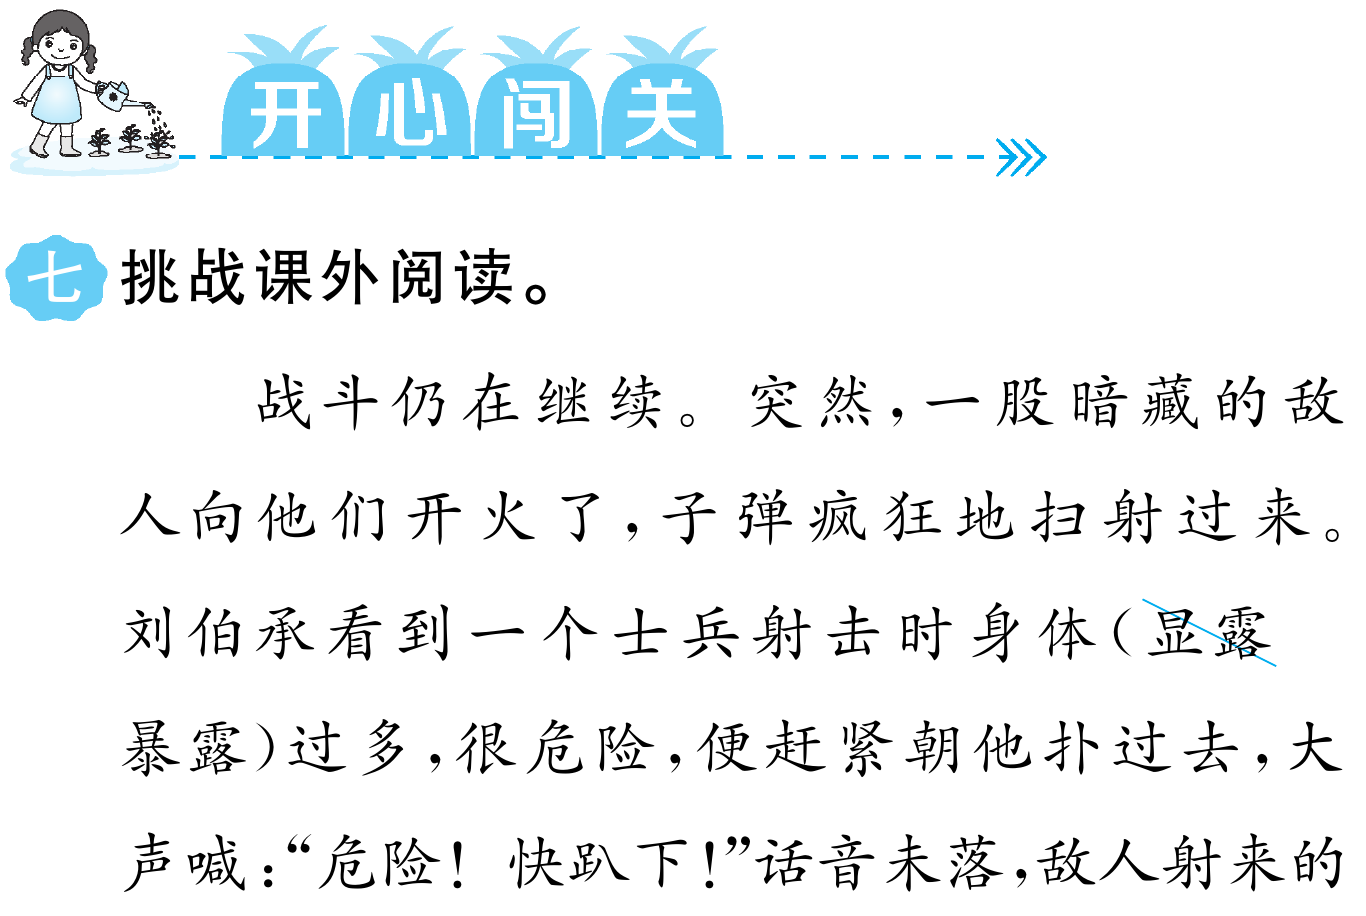 开心闯关
七 挑战课外阅读。
战斗仍在继续。突然,一股暗藏的敌
人向他们开火了,子弹疯狂地扫射过来。
刘伯承看到一个士兵射击时身体(显露
暴露)过多,很危险,便赶紧朝他扑过去,大
声喊:“危险!快趴下!”话音未落,敌人射来的